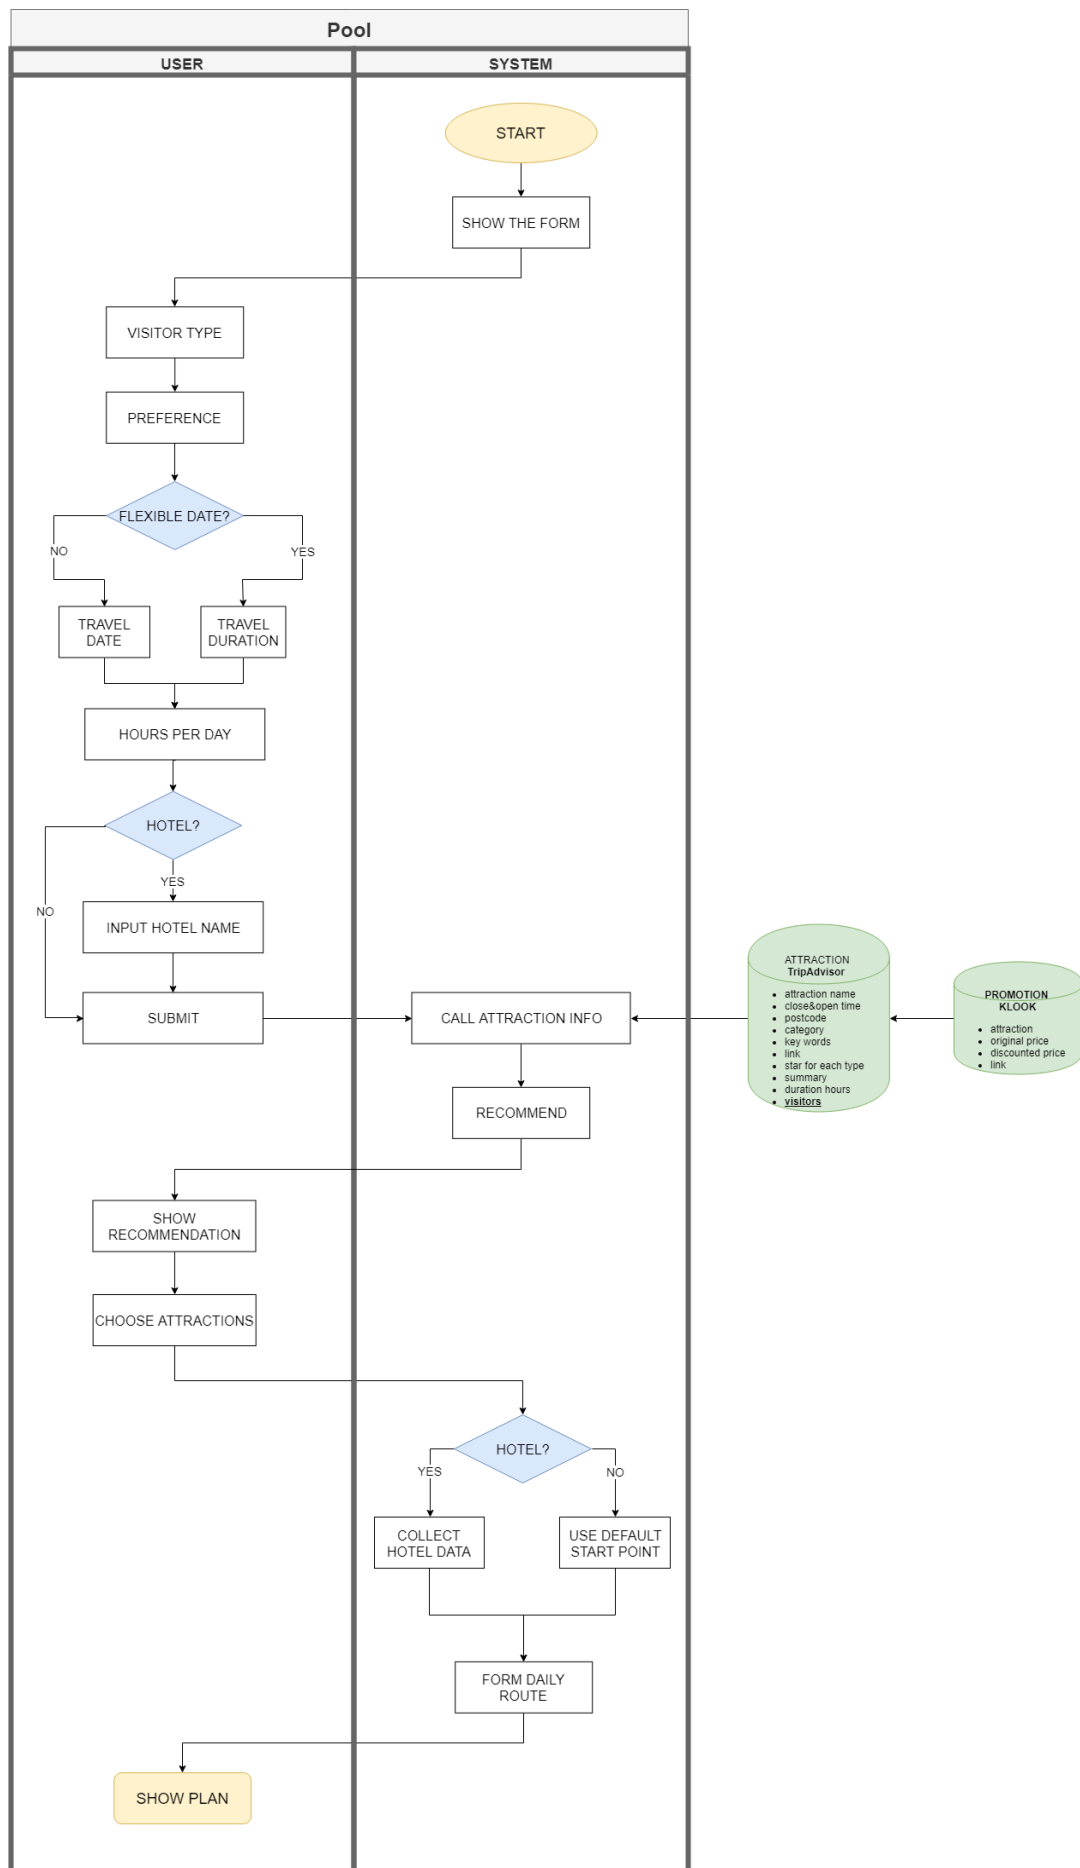 Pool
USER
SYSTEM
START
SHOW THE FORM
VISITOR TYPE
PREFERENCE
FLEXIBLE DATE?
NO
YES
TRAVEL
DATE
TRAVEL
DURATION
HOURS PER DAY
HOTEL?
YES
NO
INPUT HOTEL NAME
SUBMIT
CALL ATTRACTION INFO
ATTRACTION
TripAdvisor
attraction name
close&open time
postcode
category
key words
link
star for each type
summary
duration hours
visitors
PROMOTION
KLOOK
attraction
original price
discounted price
link
RECOMMEND
SHOW
RECOMMENDATION
CHOOSE ATTRACTIONS
HOTEL?
YES
NO
COLLECT
HOTEL DATA
USE DEFAULT
START POINT
FORM DAILY
ROUTE
SHOW PLAN